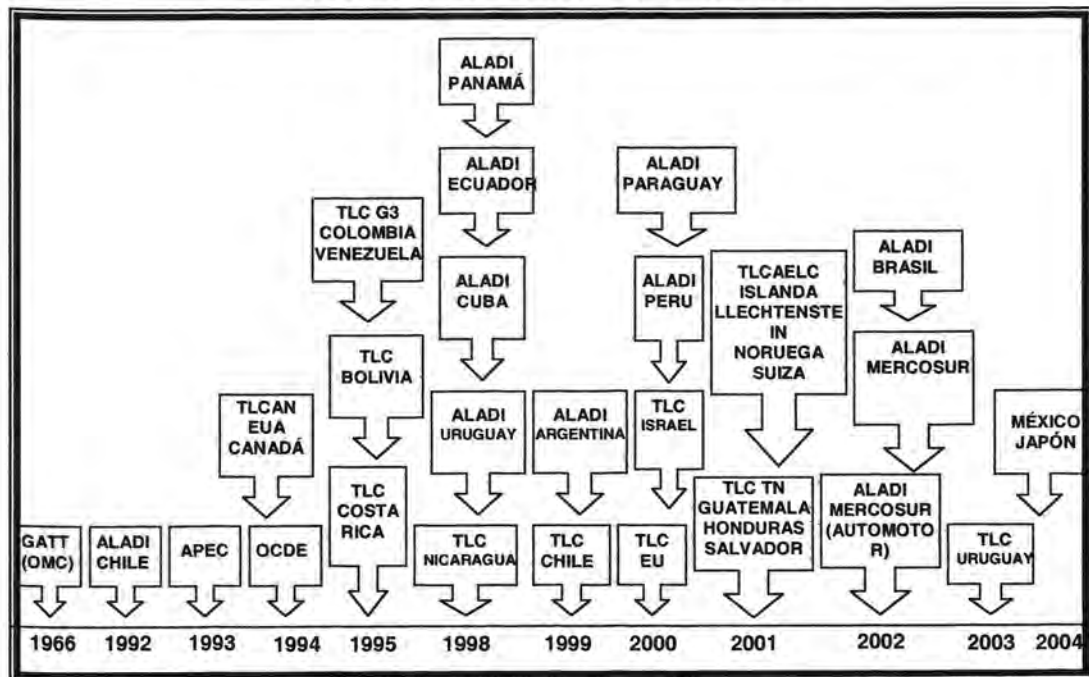 ALADI
PANAMÁ
ALADI
ECUADOR
ALADI
PARAGUAY
TLC G3
COLOMBIA
VENEZUELA
ALADI
BRASIL
TLCAELC
ISLANDA
LLECHTENSTE
IN
NORUEGA
SUIZA
ALADI
CUBA
ALADI
PERU
TLC
BOLIVIA
ALADI
MERCOSUR
TLCAN
EUA
CANADÁ
ALADI
URUGUAY
ALADI
ARGENTINA
TLC
ISRAEL
MÉXICO
JAPÓN
TLC
COSTA
RICA
TLC TN
GUATEMALA
HONDURAS
SALVADOR
ALADI
MERCOSUR
(AUTOMOTO
R)
GATT
(OMC)
ALADI
CHILE
APEC
OCDE
TLC
NICARAGUA
TLC
CHILE
TLC
EU
TLC
URUGUAY
1966 1992 1993 1994 1995 1998 1999 2000 2001 2002 2003 2004